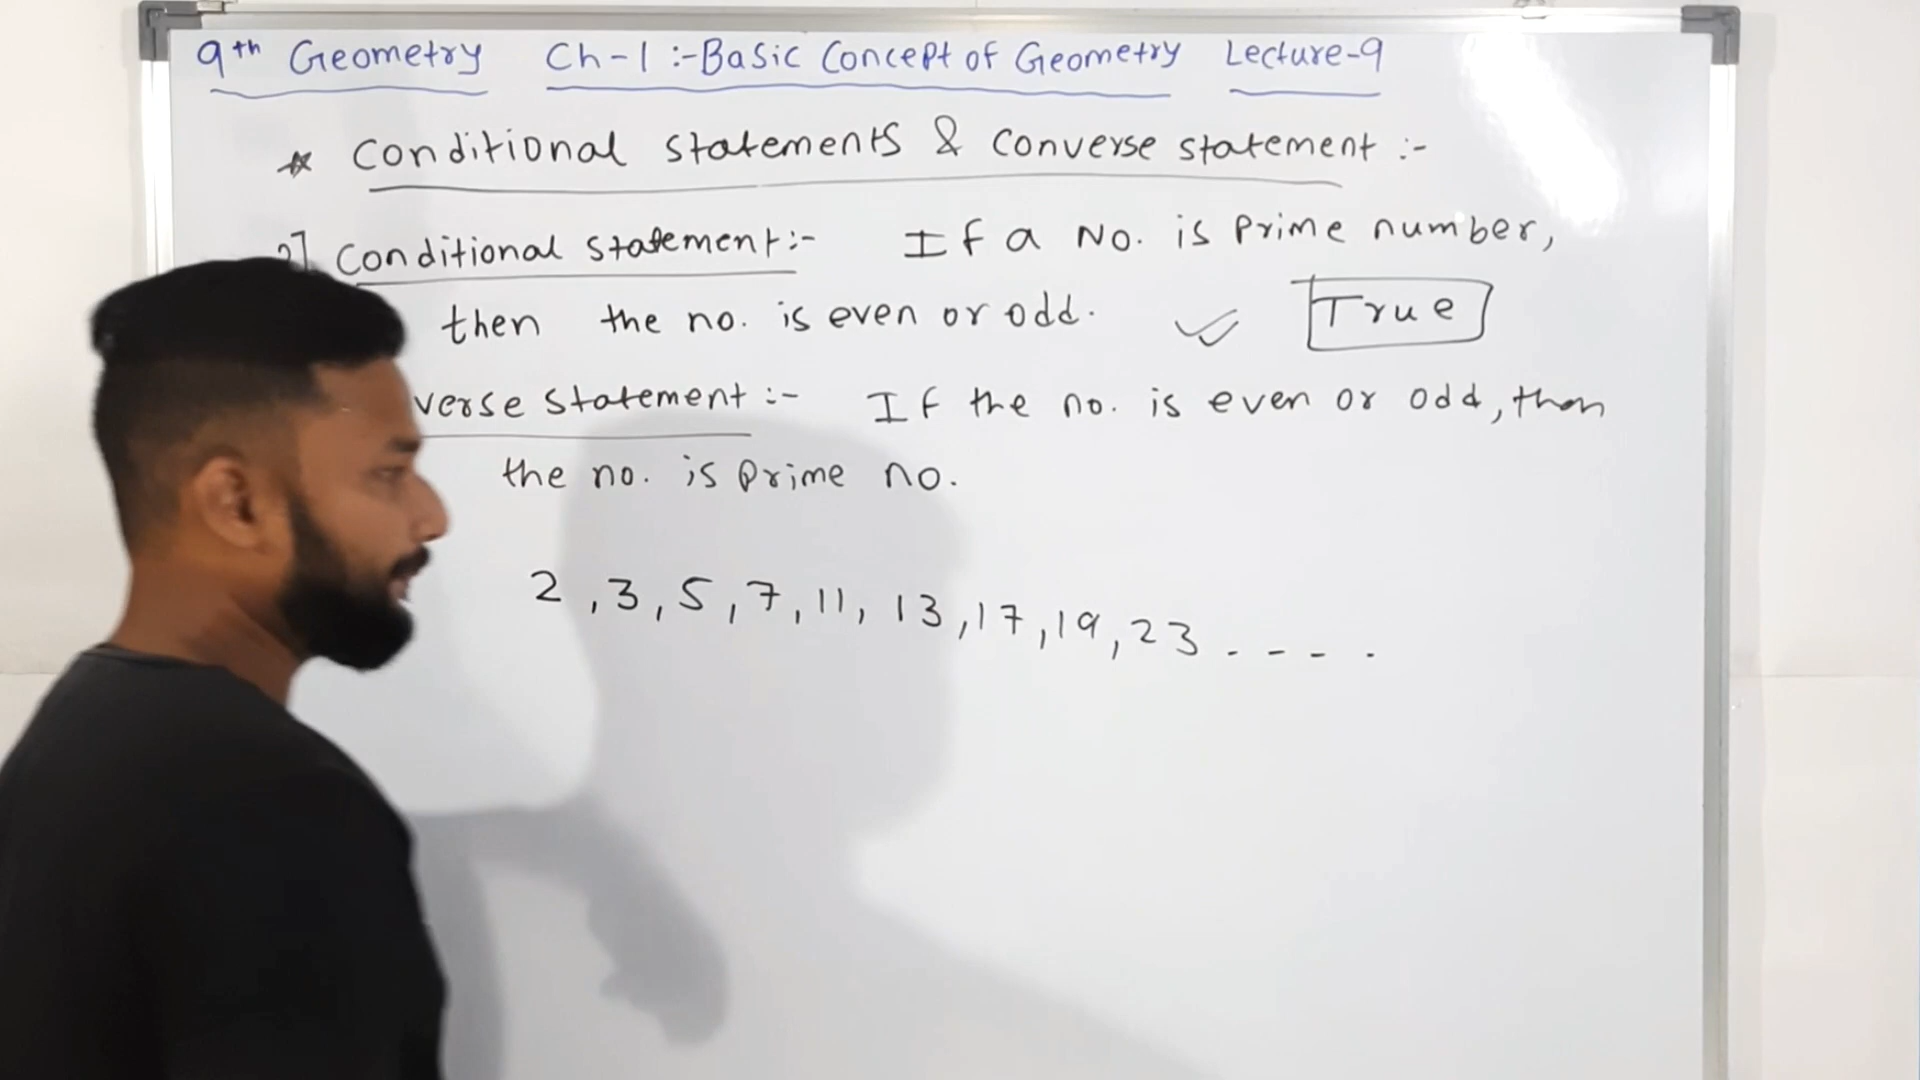 9th Geometry Ch-1 :- Basic Concept of Geometry Lecture-9
* Conditional statements & Converse statement :-
2] Conditional statement:- If a No. is Prime number,
then the no. is even or odd. ✓ True
verse statement :- If the no. is even or odd, then
the no. is Prime no.
2, 3, 5, 7, 11, 13, 17, 19, 23 - - - -